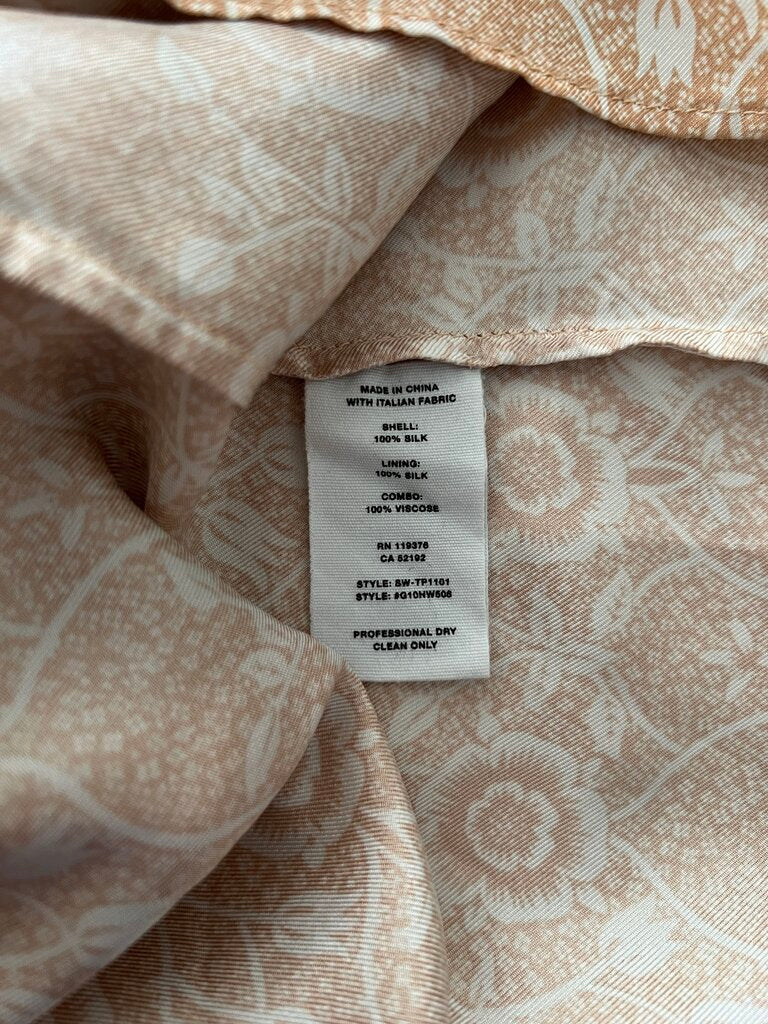 MADE IN CHINA
WITH ITALIAN FABRIC
SHELL:
100% SILK
LINING:
100% SILK
COMBO:
100% VISCOSE
RN 119376
CA 52192
STYLE: SW-TP1101
STYLE: #G10HW508
PROFESSIONAL DRY
CLEAN ONLY